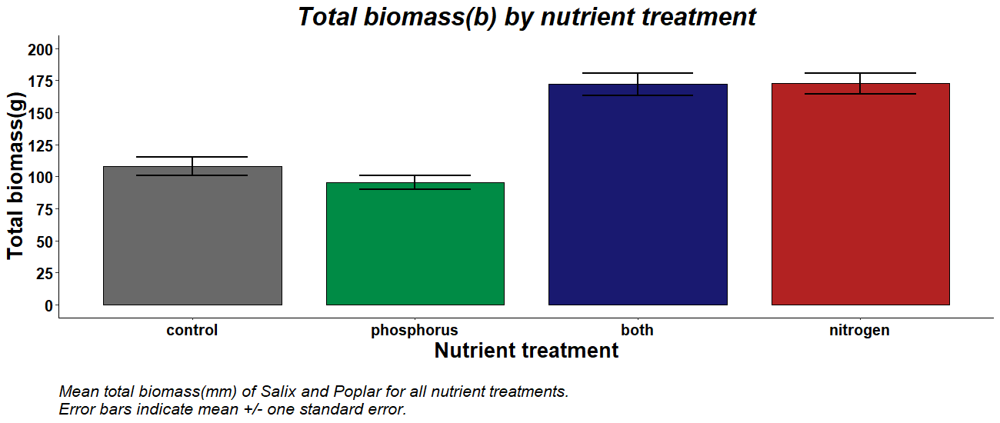 Total biomass(b) by nutrient treatment
Total biomass(g)
200
175
150
125
100
75
50
25
0
control phosphorus both nitrogen
Nutrient treatment
Mean total biomass(mm) of Salix and Poplar for all nutrient treatments.
Error bars indicate mean +/- one standard error.